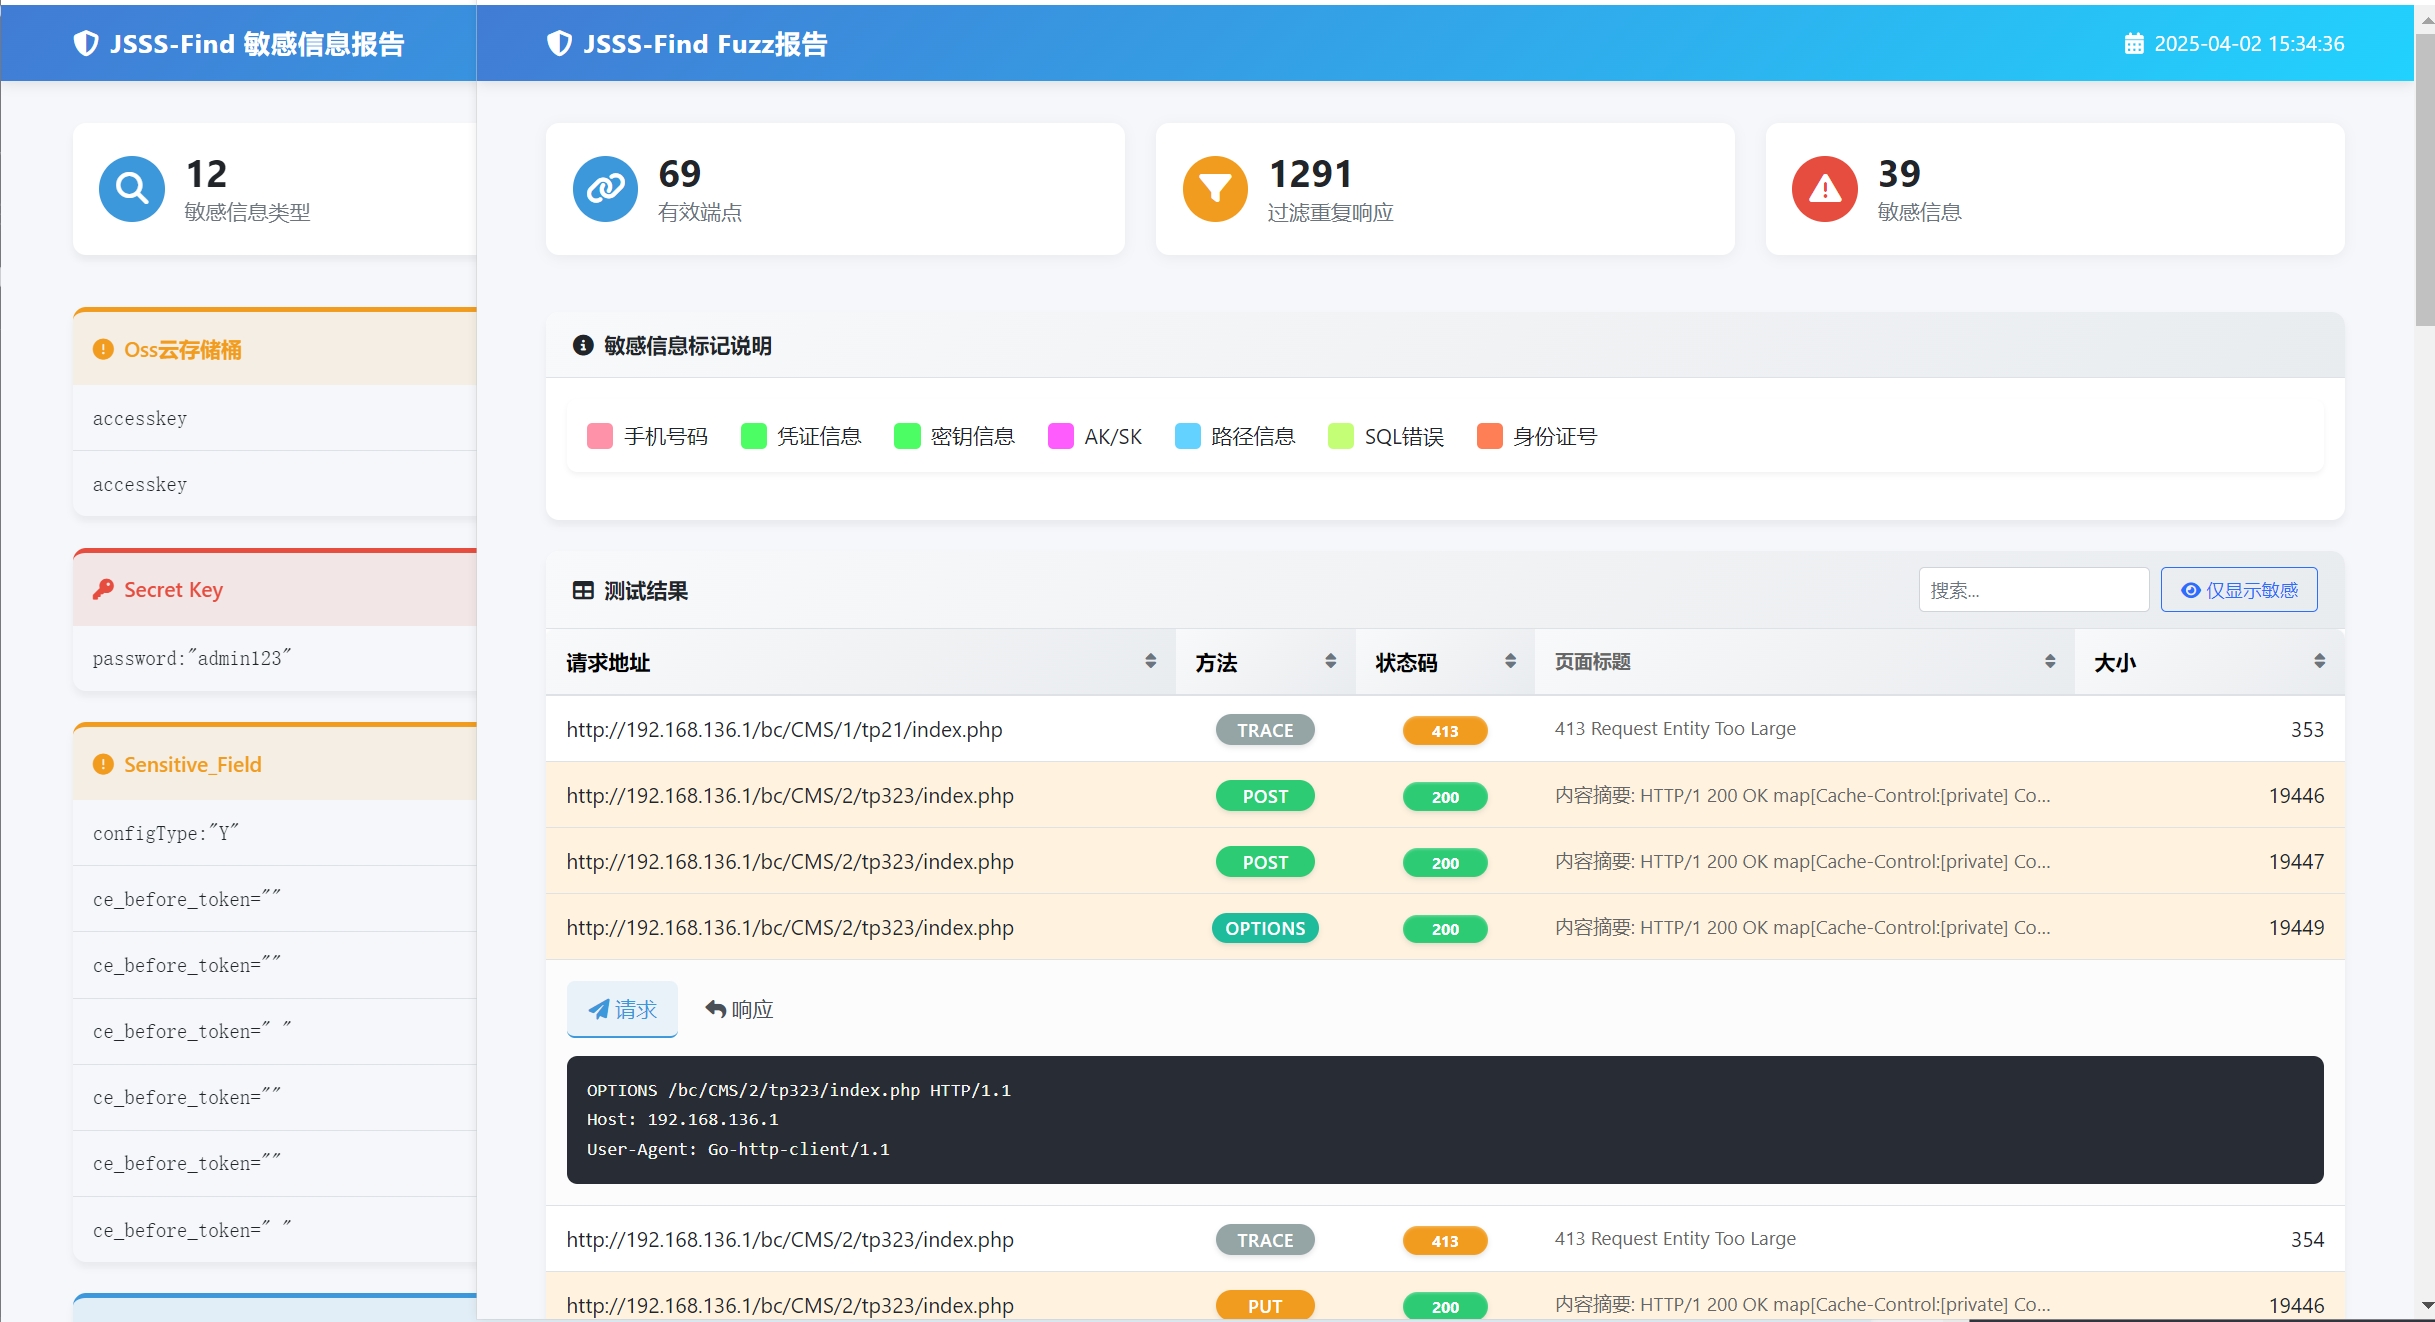 JSSS-Find 敏感信息报告
12
敏感信息类型
Oss云存储桶
accesskey
accesskey
Secret Key
password:"admin123"
Sensitive_Field
configType:"Y"
ce_before_token=""
ce_before_token=""
ce_before_token=" "
ce_before_token=""
ce_before_token=""
ce_before_token=" "
JSSS-Find Fuzz报告
2025-04-02 15:34:36
69
有效端点
1291
过滤重复响应
39
敏感信息
敏感信息标记说明
手机号码 凭证信息 密钥信息 AK/SK 路径信息 SQL错误 身份证号
测试结果 搜索... 仅显示敏感
请求地址 方法 状态码 页面标题 大小
http://192.168.136.1/bc/CMS/1/tp21/index.php TRACE 413 413 Request Entity Too Large 353
http://192.168.136.1/bc/CMS/2/tp323/index.php POST 200 内容摘要: HTTP/1 200 OK map[Cache-Control:[private] Co... 19446
http://192.168.136.1/bc/CMS/2/tp323/index.php POST 200 内容摘要: HTTP/1 200 OK map[Cache-Control:[private] Co... 19447
http://192.168.136.1/bc/CMS/2/tp323/index.php OPTIONS 200 内容摘要: HTTP/1 200 OK map[Cache-Control:[private] Co... 19449
请求 响应
OPTIONS /bc/CMS/2/tp323/index.php HTTP/1.1
Host: 192.168.136.1
User-Agent: Go-http-client/1.1
http://192.168.136.1/bc/CMS/2/tp323/index.php TRACE 413 413 Request Entity Too Large 354
http://192.168.136.1/bc/CMS/2/tp323/index.php PUT 200 内容摘要: HTTP/1 200 OK map[Cache-Control:[private] Co... 19446